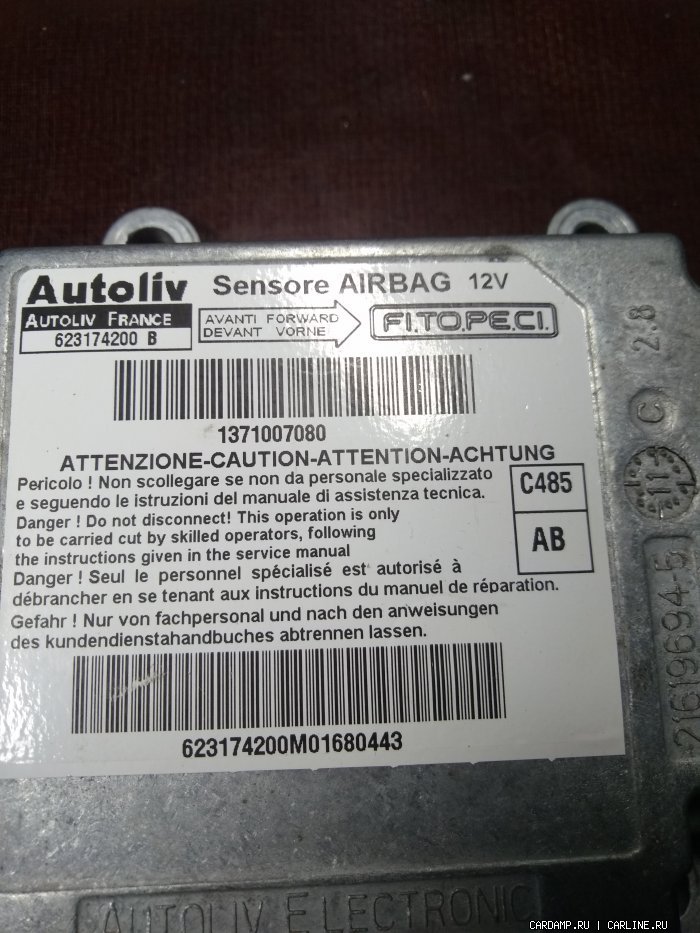 Autoliv Sensore AIRBAG 12V
AUTOLIV FRANCE
623174200 B
AVANTI FORWARD
DEVANT VORNE
FI.TO.PE.CI.
1371007080
ATTENZIONE-CAUTION-ATTENTION-ACHTUNG
Pericolo ! Non scollegare se non da personale specializzato
e seguendo le istruzioni del manuale di assistenza tecnica.
Danger ! Do not disconnect! This operation is only
to be carried cut by skilled operators, following
the instructions given in the service manual
Danger ! Seul le personnel spécialisé est autorisé à
débrancher en se tenant aux instructions du manuel de réparation.
Gefahr ! Nur von fachpersonal und nach den anweisungen
des kundendienstahandbuches abtrennen lassen.
C485
AB
623174200M01680443
2.8
C
11
21619694-5
AUTOLIV ELECTRONIC
CARDAMP.RU | CARLINE.RU